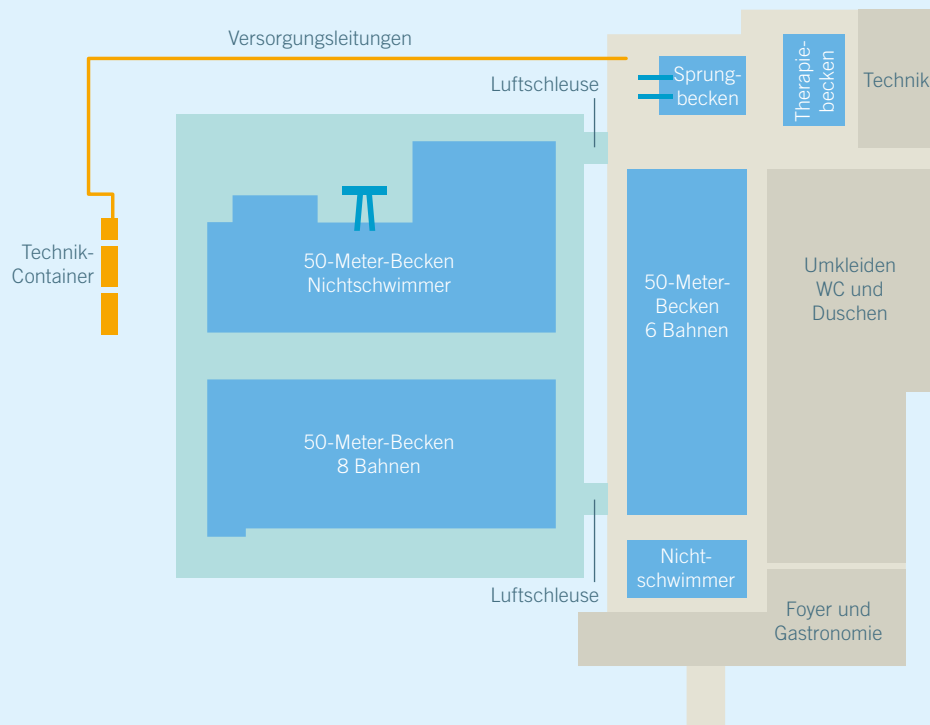 Versorgungsleitungen
Luftschleuse
Sprung-
becken
Therapie-
becken
Technik
Technik-
Container
50-Meter-Becken
Nichtschwimmer
50-Meter-
Becken
6 Bahnen
Umkleiden
WC und
Duschen
50-Meter-Becken
8 Bahnen
Nicht-
schwimmer
Luftschleuse
Foyer und
Gastronomie